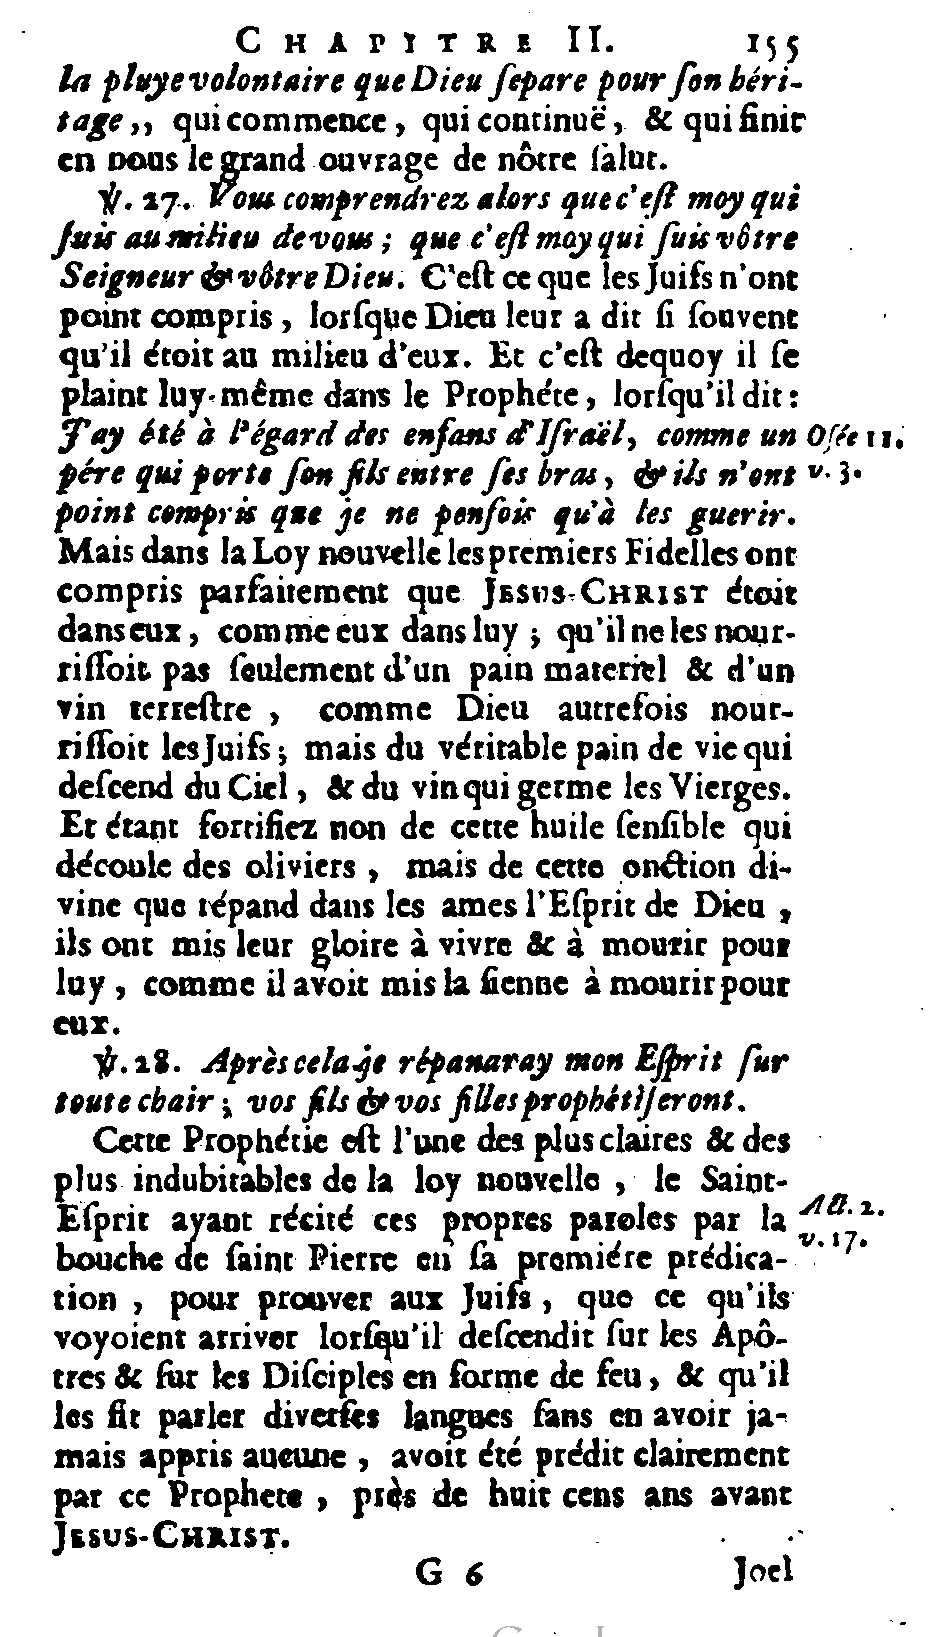 CHAPITRE II. 155
la pluye volontaire que Dieu ſepare pour ſon héri-
tage,, qui commence, qui continuë, & qui finit
en nous le grand ouvrage de nôtre ſalut.
℣. 27. Vous comprendrez alors que c'eſt moy qui
ſuis au milieu de vous; que c'eſt moy qui ſuis vôtre
Seigneur & vôtre Dieu. C'eſt ce que les Juifs n'ont
point compris, lorſque Dieu leur a dit ſi ſouvent
qu'il étoit au milieu d'eux. Et c'eſt dequoy il ſe
plaint luy-même dans le Prophéte, lorſqu'il dit:
J'ay été à l'égard des enfans d'Iſraël, comme un Oſée 11.
pére qui porte ſon fils entre ſes bras, & ils n'ont v. 3.
point compris que je ne penſois qu'à les guerir.
Mais dans la Loy nouvelle les premiers Fidelles ont
compris parfaitement que JESUS-CHRIST étoit
dans eux, comme eux dans luy; qu'il ne les nour-
riſſoit pas ſeulement d'un pain materiel & d'un
vin terreſtre, comme Dieu autrefois nour-
riſſoit les Juifs; mais du véritable pain de vie qui
deſcend du Ciel, & du vin qui germe les Vierges.
Et étant fortifiez non de cette huile ſenſible qui
découle des oliviers, mais de cette onction di-
vine que répand dans les ames l'Eſprit de Dieu,
ils ont mis leur gloire à vivre & à mourir pour
luy, comme il avoit mis la ſienne à mourir pour
eux.
℣. 28. Après cela je répandray mon Eſprit ſur
toute chair; vos fils & vos filles prophétiſeront.
Cette Prophétie eſt l'une des plus claires & des
plus indubitables de la loy nouvelle, le Saint-
Eſprit ayant récité ces propres paroles par la Act. 2.
bouche de ſaint Pierre en ſa premiére prédica- v. 17.
tion, pour prouver aux Juifs, que ce qu'ils
voyoient arriver lorſqu'il deſcendit ſur les Apô-
tres & ſur les Diſciples en forme de feu, & qu'il
les fit parler diverſes langues ſans en avoir ja-
mais appris aucune, avoit été prédit clairement
par ce Prophete, près de huit cens ans avant
JESUS-CHRIST.
G 6 Joel